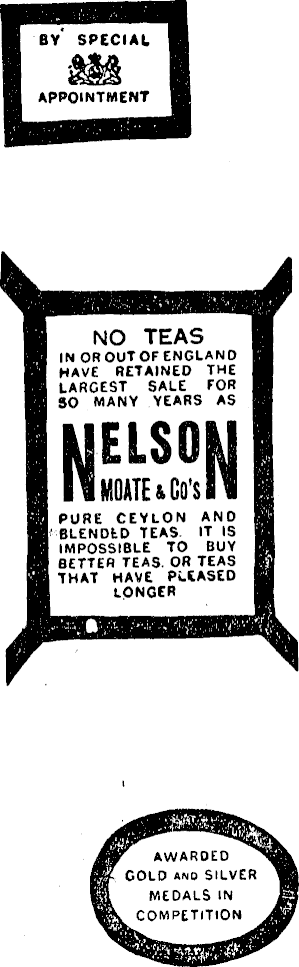 BY SPECIAL
APPOINTMENT
NO TEAS
IN OR OUT OF ENGLAND
HAVE RETAINED THE
LARGEST SALE FOR
SO MANY YEARS AS
NELSON
MOATE & Co's
PURE CEYLON AND
BLENDED TEAS. IT IS
IMPOSSIBLE TO BUY
BETTER TEAS. OR TEAS
THAT HAVE PLEASED
LONGER
AWARDED
GOLD AND SILVER
MEDALS IN
COMPETITION